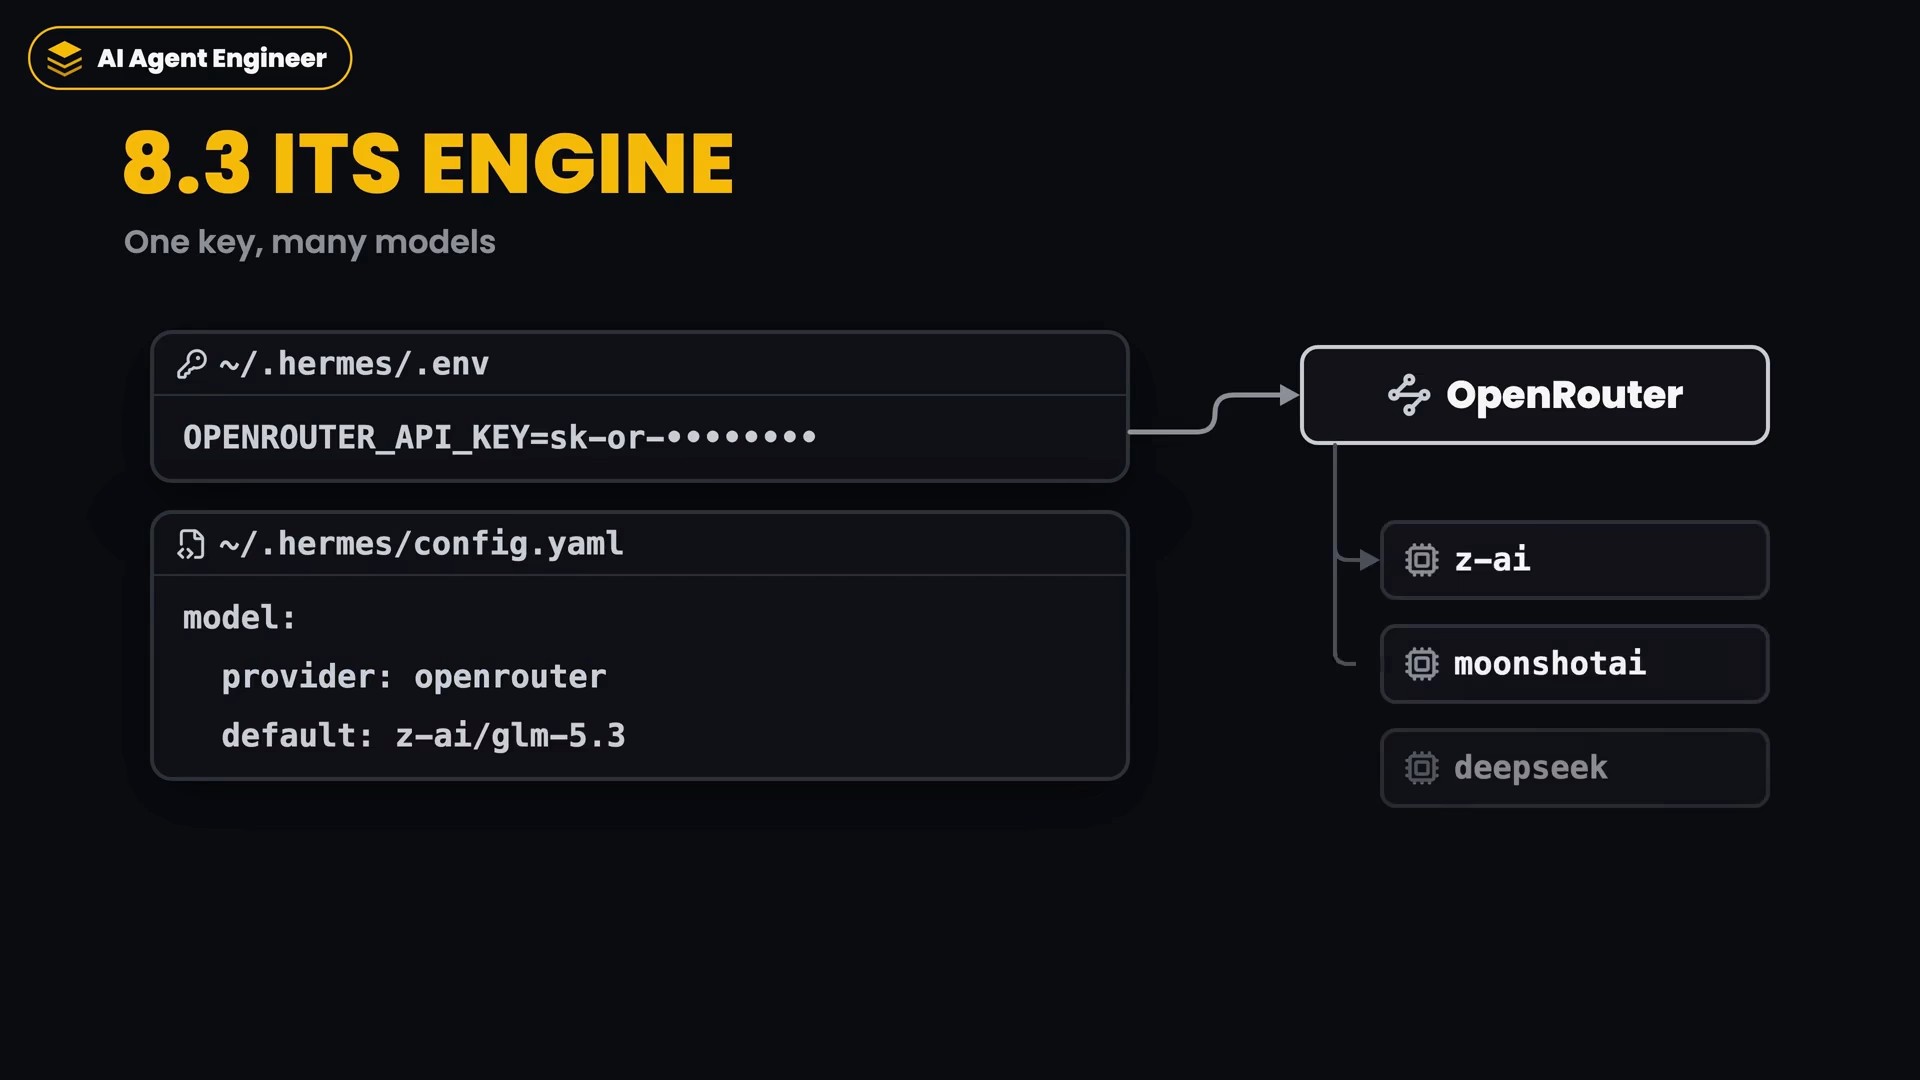 AI Agent Engineer
8.3 ITS ENGINE
One key, many models
~/.hermes/.env
OPENROUTER_API_KEY=sk-or-••••••••
~/.hermes/config.yaml
model:
  provider: openrouter
  default: z-ai/glm-5.3
OpenRouter
z-ai
moonshotai
deepseek